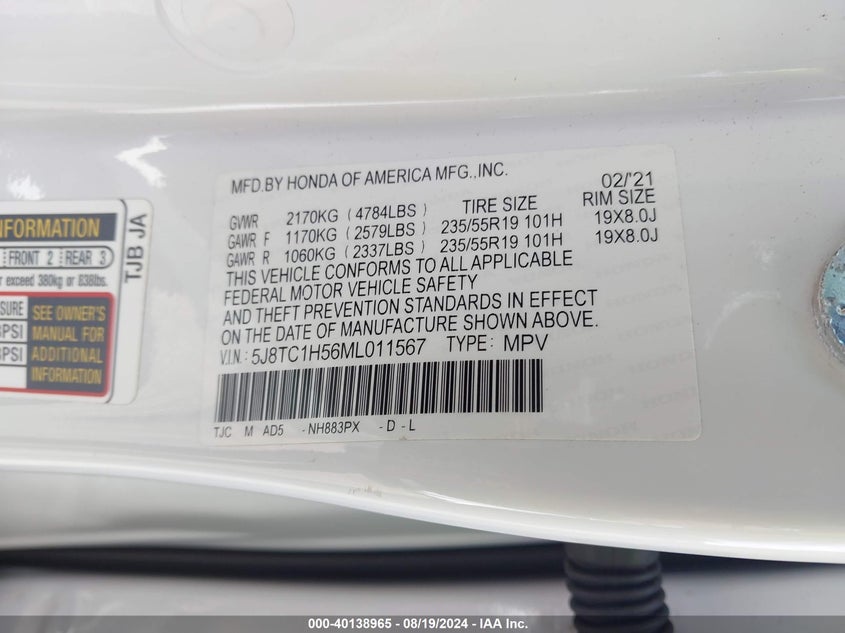 MFD.BY HONDA OF AMERICA MFG.,INC. 02/'21
GVWR 2170KG (4784LBS) TIRE SIZE RIM SIZE
GAWR F 1170KG (2579LBS) 235/55R19 101H 19X8.0J
GAWR R 1060KG (2337LBS) 235/55R19 101H 19X8.0J
THIS VEHICLE CONFORMS TO ALL APPLICABLE
FEDERAL MOTOR VEHICLE SAFETY
AND THEFT PREVENTION STANDARDS IN EFFECT
ON THE DATE OF MANUFACTURE SHOWN ABOVE.
V.I.N.: 5J8TC1H56ML011567 TYPE: MPV
TJC M AD5 -NH883PX -D-L
INFORMATION
FRONT 2 REAR 3
exceed 380kg or 838lbs.
SEE OWNER'S
MANUAL FOR
ADDITIONAL
INFORMATION
PSI
TJB JA
000-40138965 - 08/19/2024 - IAA Inc.